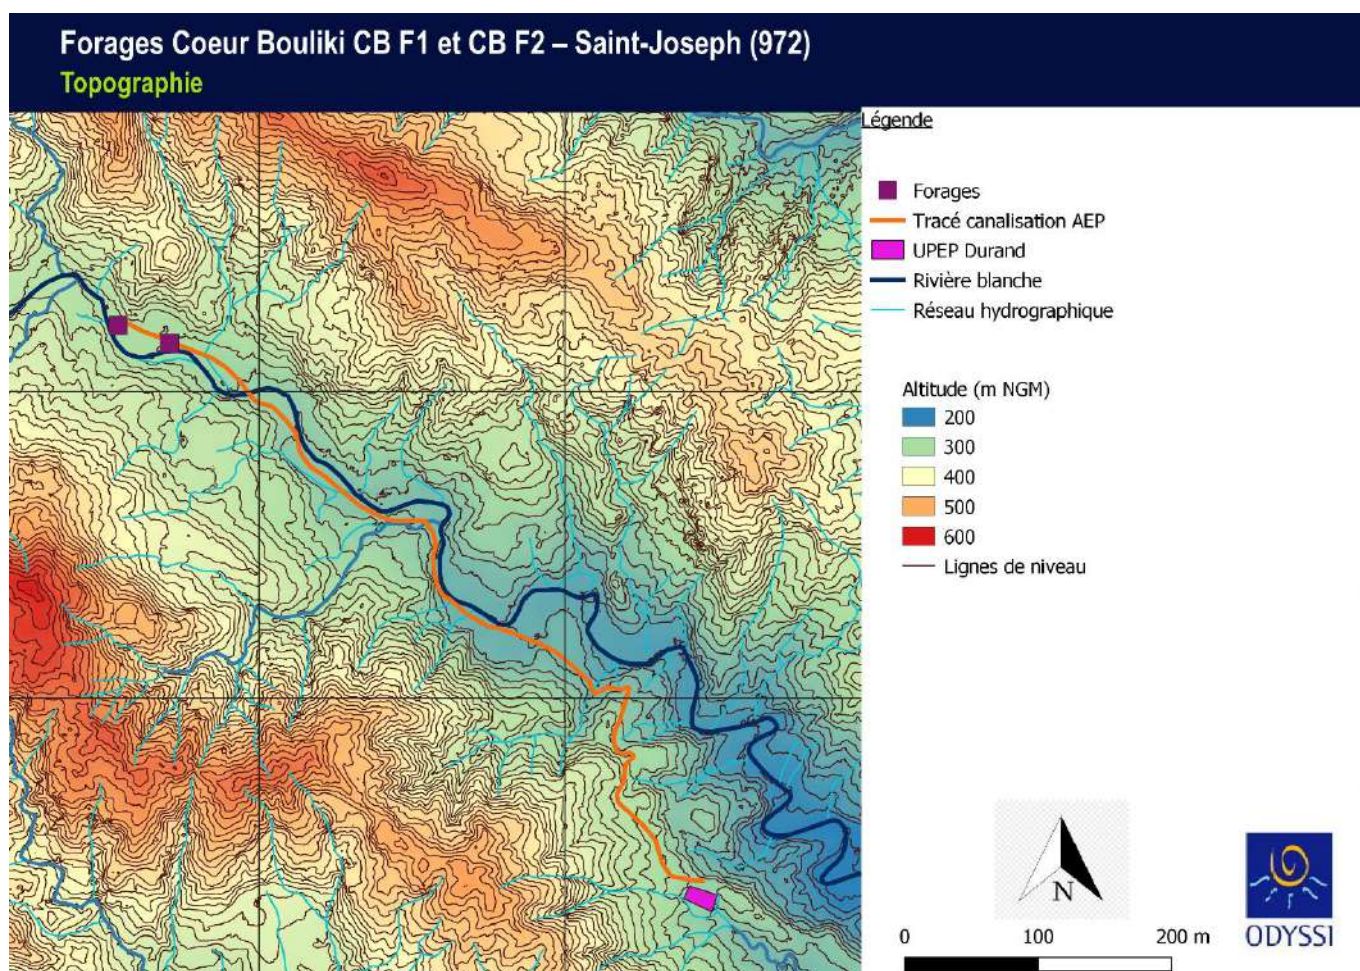 Forages Coeur Bouliki CB F1 et CB F2 – Saint-Joseph (972)
Topographie
Légende
Forages
Tracé canalisation AEP
UPEP Durand
Rivière blanche
Réseau hydrographique
Altitude (m NGM)
200
300
400
500
600
Lignes de niveau
N
0 100 200 m
ODYSSI